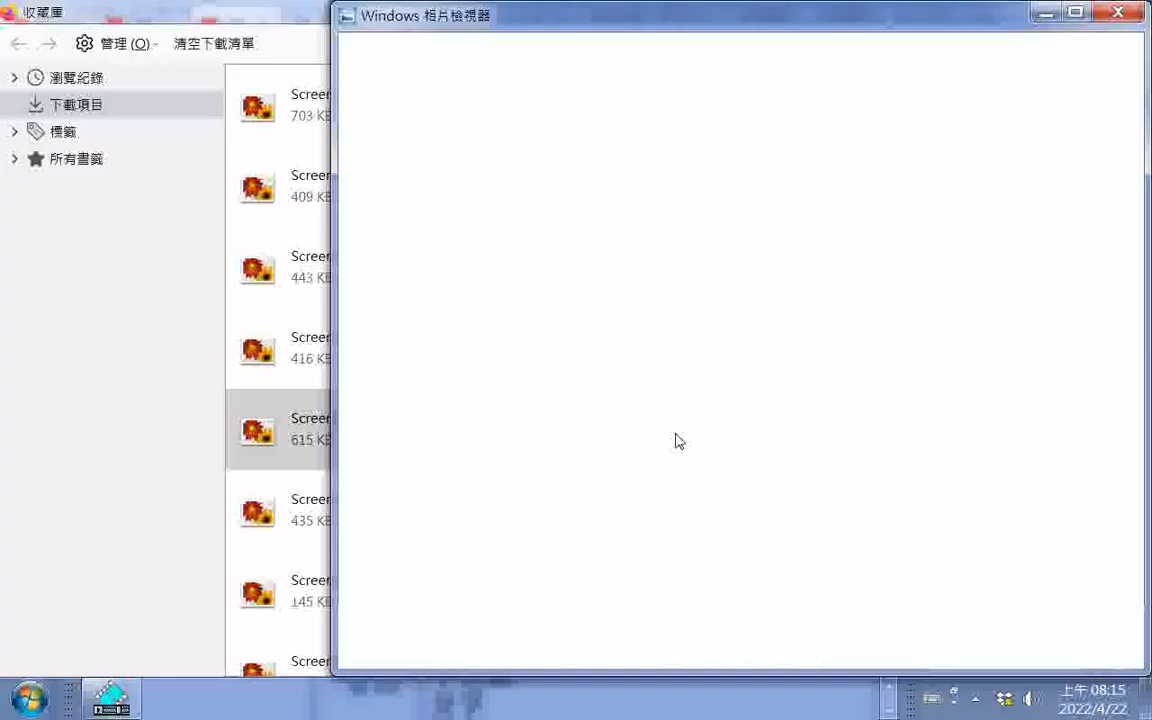 收藏庫
Windows 相片檢視器
管理 (O)
清空下載清單
瀏覽紀錄
下載項目
標籤
所有書籤
Screen
703 KB
Screen
409 KB
Screen
443 KB
Screen
416 KB
Screen
615 KB
Screen
435 KB
Screen
145 KB
Screen
上午 08:15
2022/4/22